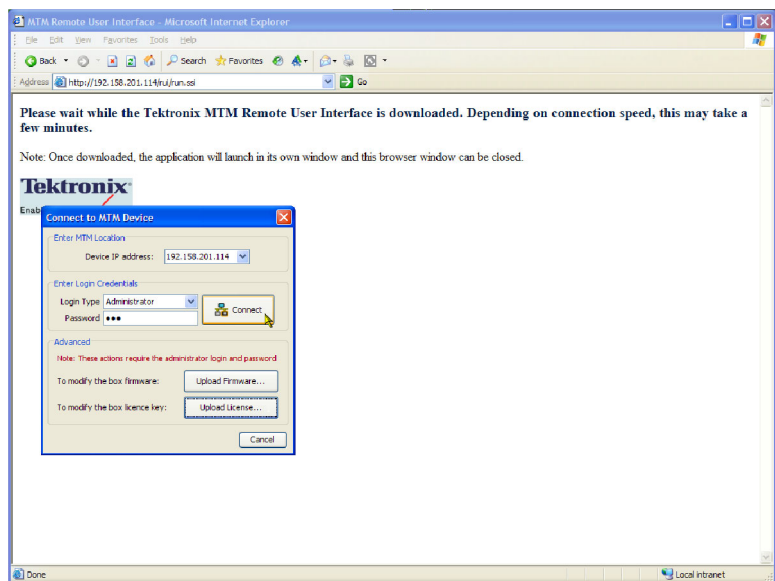 MTM Remote User Interface - Microsoft Internet Explorer
File Edit View Favorites Tools Help
Back Search Favorites
Address http://192.158.201.114/rui/run.ssi Go
Please wait while the Tektronix MTM Remote User Interface is downloaded. Depending on connection speed, this may take a
few minutes.
Note: Once downloaded, the application will launch in its own window and this browser window can be closed.
Tektronix
Enab
Connect to MTM Device
Enter MTM Location
Device IP address: 192.158.201.114
Enter Login Credentials
Login Type Administrator
Connect
Password •••
Advanced
Note: These actions require the administrator login and password
To modify the box firmware: Upload Firmware...
To modify the box licence key: Upload License...
Cancel
Done Local intranet